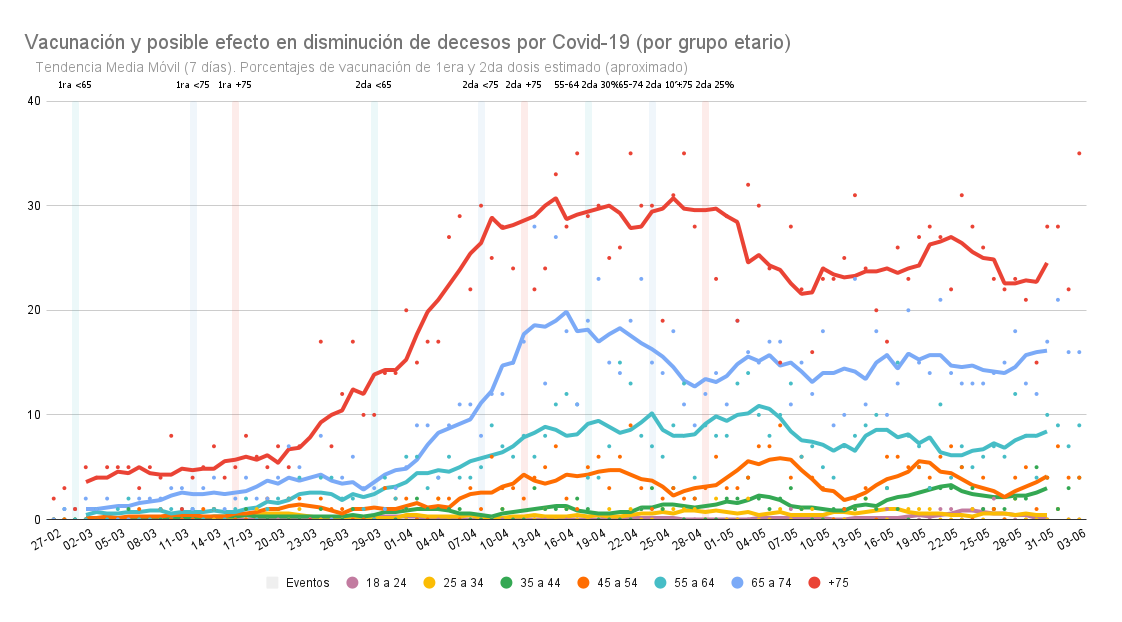 Vacunación y posible efecto en disminución de decesos por Covid-19 (por grupo etario)
Tendencia Media Móvil (7 días). Porcentajes de vacunación de 1era y 2da dosis estimado (aproximado)
1ra <65 1ra <75 1ra +75 2da <65 2da <75 2da +75 55-64 2da 30% 65-74 2da 10% +75 2da 25%
40
30
20
10
0
27-02 02-03 05-03 08-03 11-03 14-03 17-03 20-03 23-03 26-03 29-03 01-04 04-04 07-04 10-04 13-04 16-04 19-04 22-04 25-04 28-04 01-05 04-05 07-05 10-05 13-05 16-05 19-05 22-05 25-05 28-05 31-05 03-06
Eventos 18 a 24 25 a 34 35 a 44 45 a 54 55 a 64 65 a 74 +75